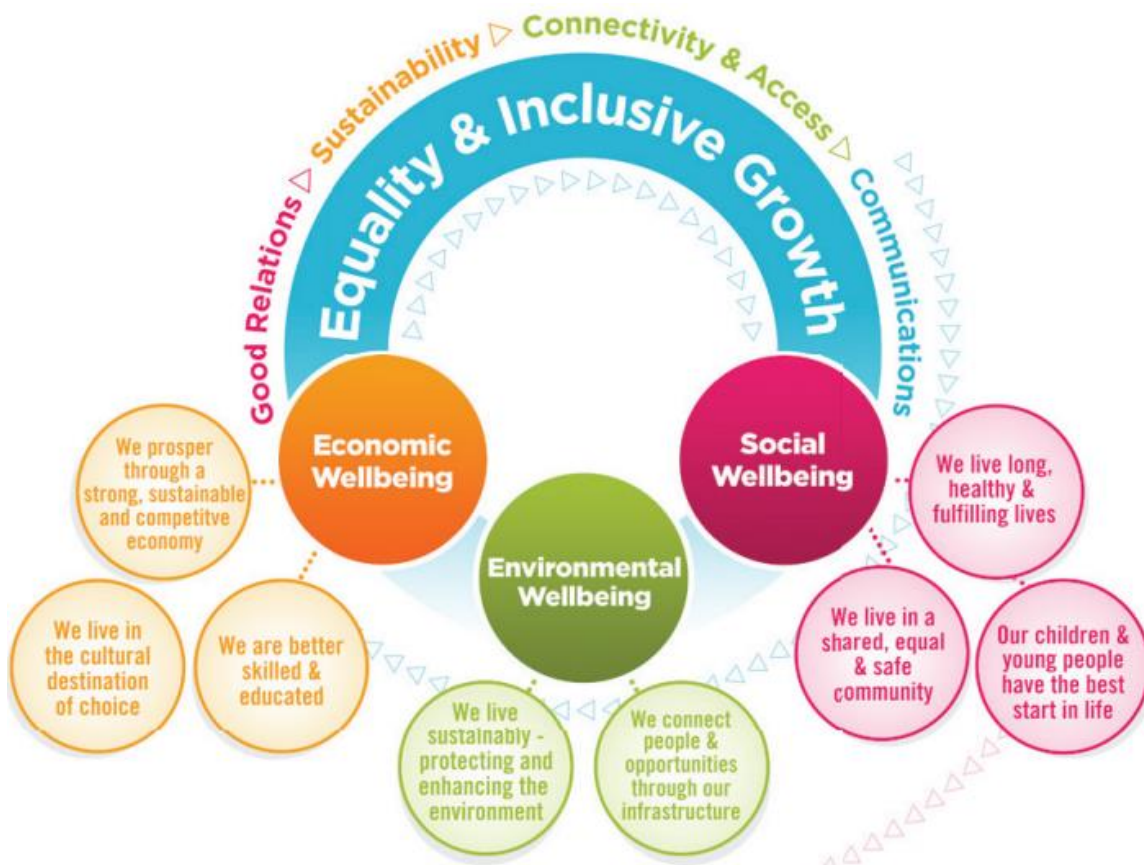 Good Relations
Sustainability
Connectivity & Access
Communications
Equality & Inclusive Growth
Economic
Wellbeing
Environmental
Wellbeing
Social
Wellbeing
We prosper
through a
strong, sustainable
and competitve
economy
We live in
the cultural
destination
of choice
We are better
skilled &
educated
We live
sustainably -
protecting and
enhancing the
environment
We connect
people &
opportunities
through our
infrastructure
We live long,
healthy &
fulfilling lives
We live in a
shared, equal
& safe
community
Our children &
young people
have the best
start in life